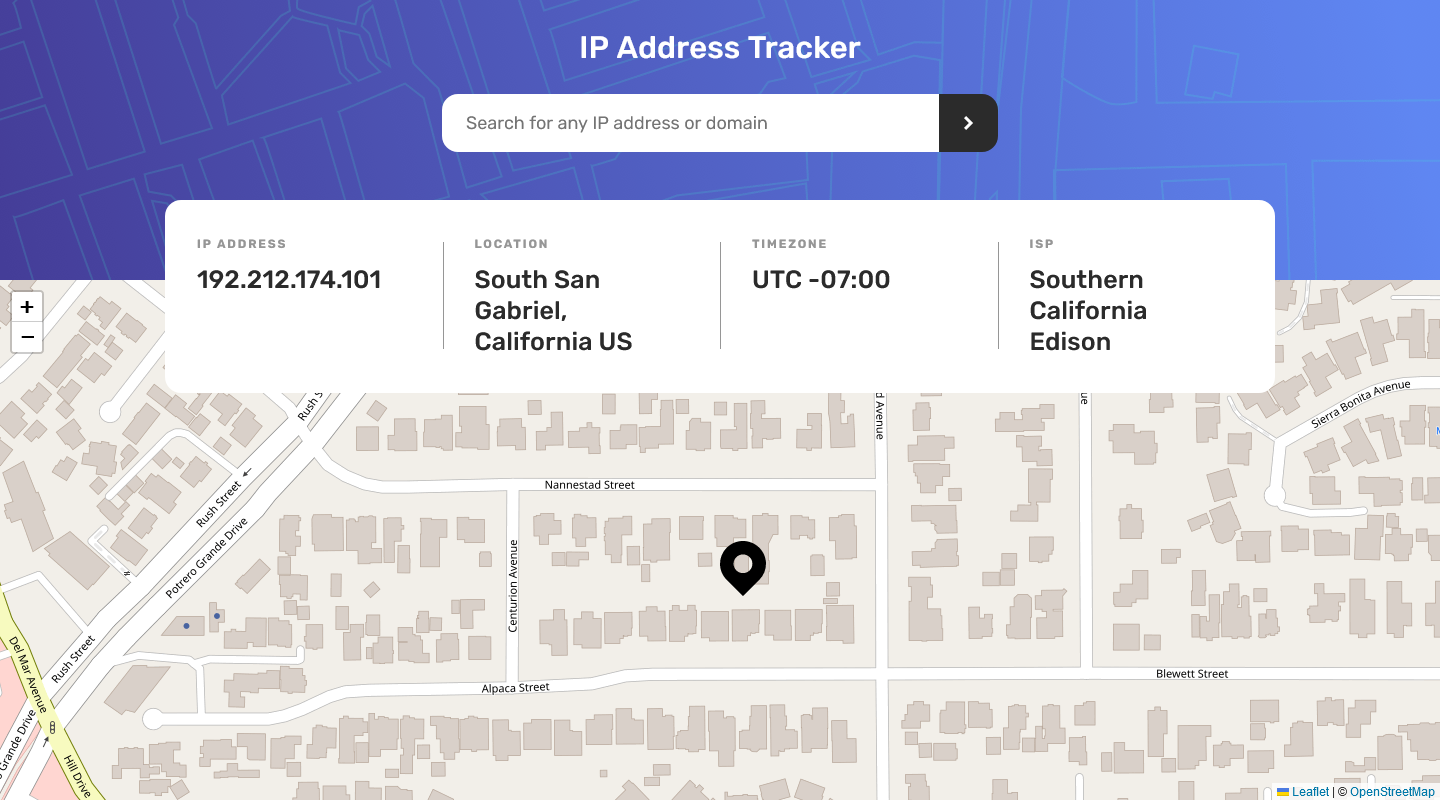 IP Address Tracker
Search for any IP address or domain
IP ADDRESS
192.212.174.101
LOCATION
South San
Gabriel,
California US
TIMEZONE
UTC -07:00
ISP
Southern
California
Edison
+
−
Rush S
d Avenue
ue
Sierra Bonita Avenue
Nannestad Street
Rush Street
Potrero Grande Drive
Centurion Avenue
Rush Street
Del Mar Avenue
Alpaca Street
Blewett Street
Grande Drive
Hill Drive
Leaflet | © OpenStreetMap